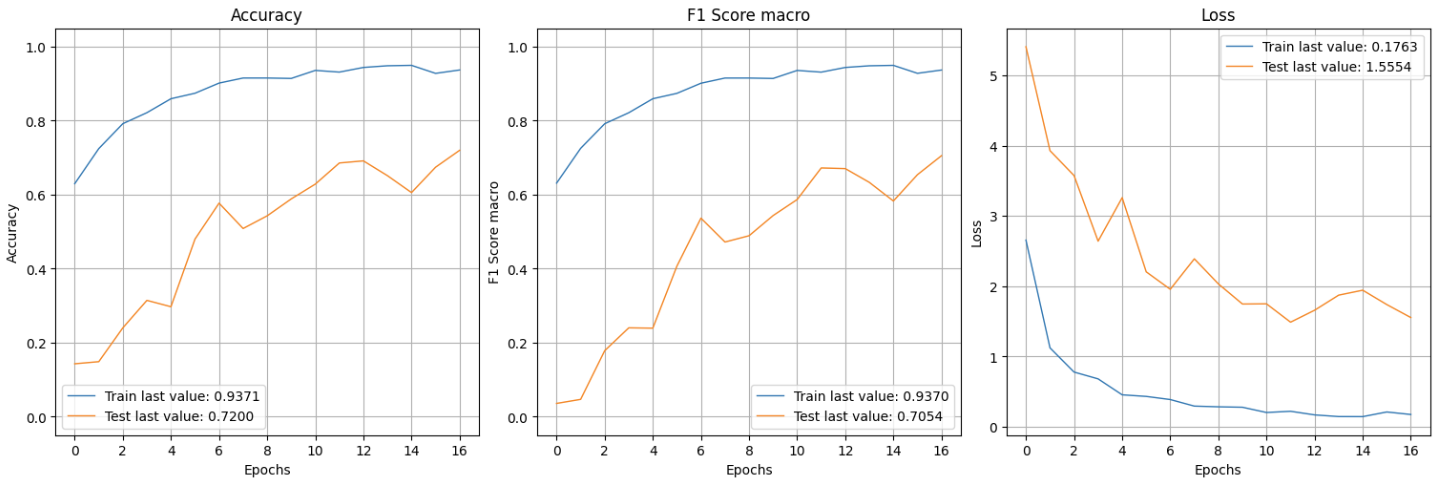 Accuracy
1.0
0.8
0.6
0.4
0.2
0.0
Accuracy
Train last value: 0.9371
Test last value: 0.7200
0 2 4 6 8 10 12 14 16
Epochs
F1 Score macro
1.0
0.8
0.6
0.4
0.2
0.0
F1 Score macro
Train last value: 0.9370
Test last value: 0.7054
0 2 4 6 8 10 12 14 16
Epochs
Loss
Train last value: 0.1763
Test last value: 1.5554
5
4
3
2
1
0
Loss
0 2 4 6 8 10 12 14 16
Epochs